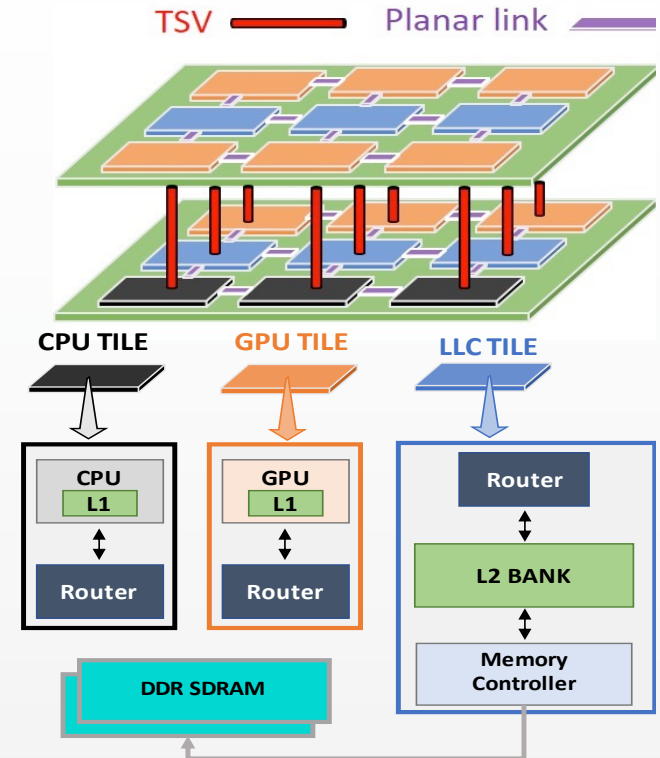 TSV
Planar link
CPU TILE
GPU TILE
LLC TILE
CPU
L1
Router
GPU
L1
Router
Router
L2 BANK
Memory
Controller
DDR SDRAM